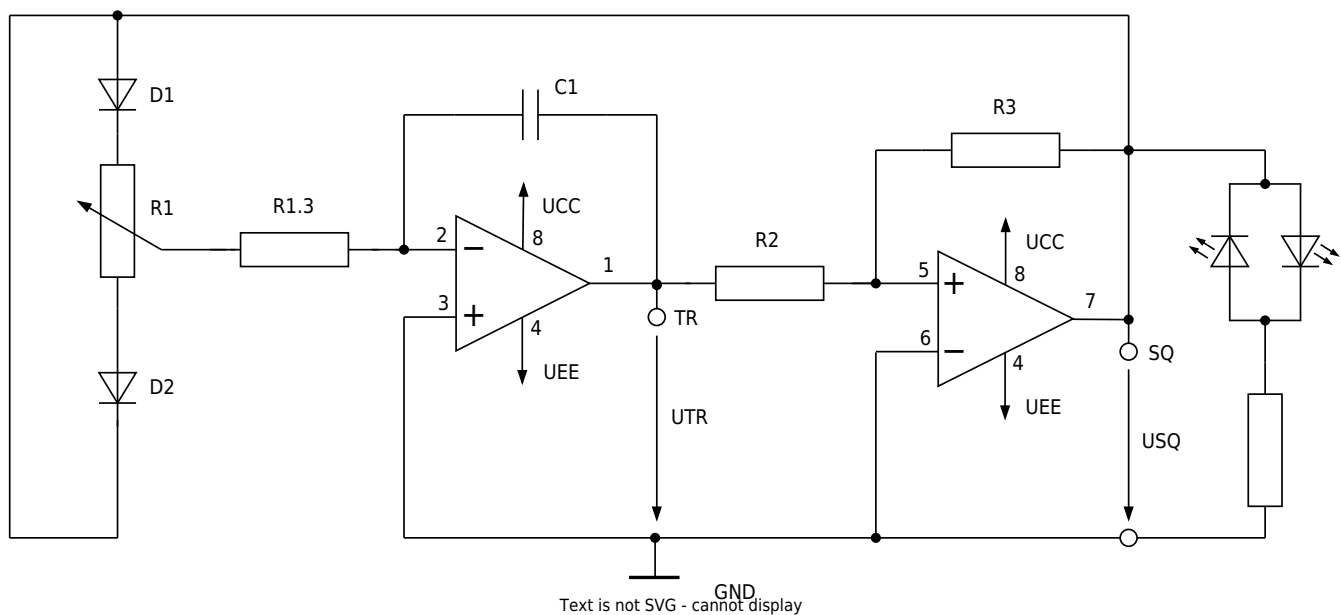 D1
C1
R3
R1
R1.3
UCC
2
8
−
1
3
+
4
UEE
TR
UTR
R2
UCC
5
8
+
7
6
−
4
UEE
SQ
USQ
D2
GND
Text is not SVG - cannot display